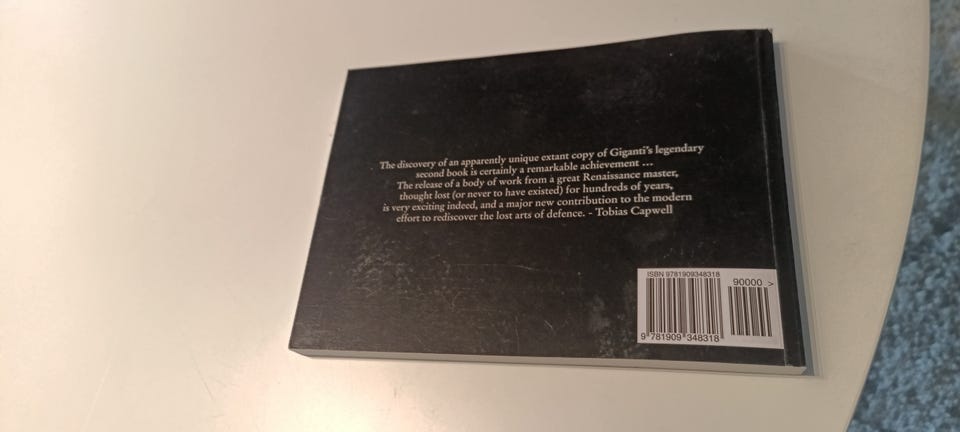 The discovery of an apparently unique extant copy of Giganti's legendary
second book is certainly a remarkable achievement ...
The release of a body of work from a great Renaissance master,
thought lost (or never to have existed) for hundreds of years,
is very exciting indeed, and a major new contribution to the modern
effort to rediscover the lost arts of defence. - Tobias Capwell
ISBN 9781909348318
90000 >
9 781909 348318